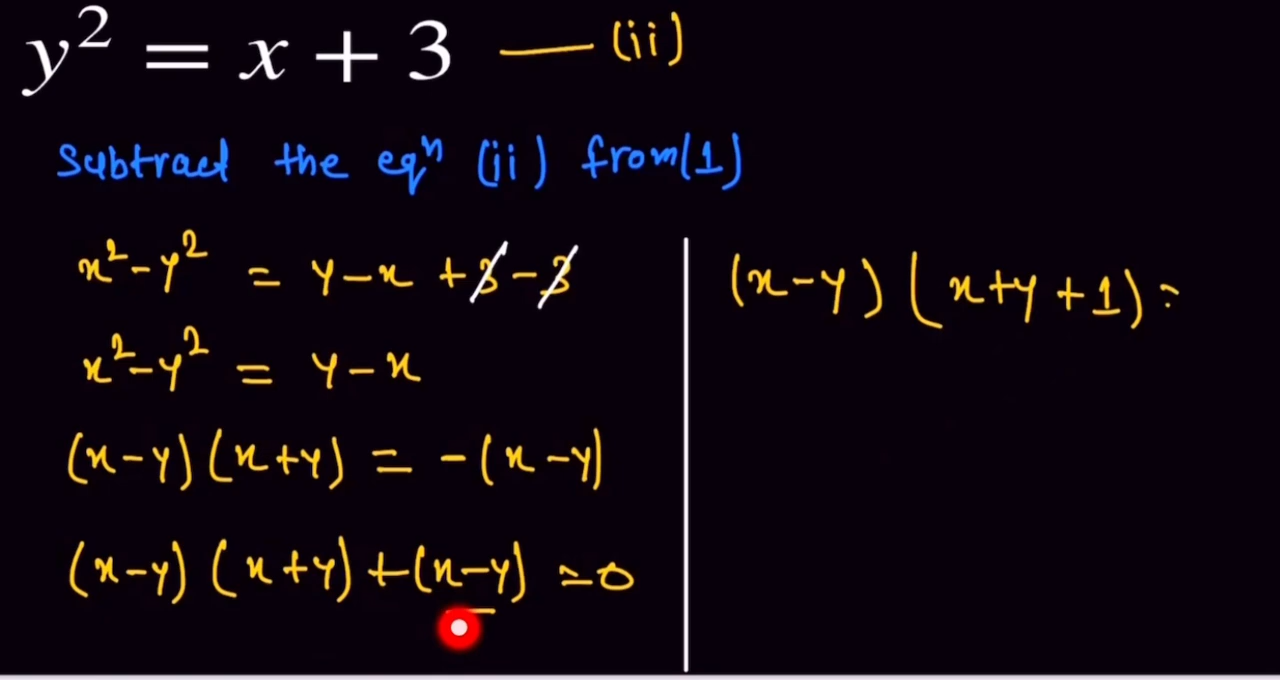 y² = x + 3 — (ii)
Subtract the eqⁿ (ii) from (1)
x² - y² = y - x + 3 - 3
x² - y² = y - x
(x - y) (x + y) = - (x - y)
(x - y) (x + y) + (x - y) = 0
(x - y) (x + y + 1) =